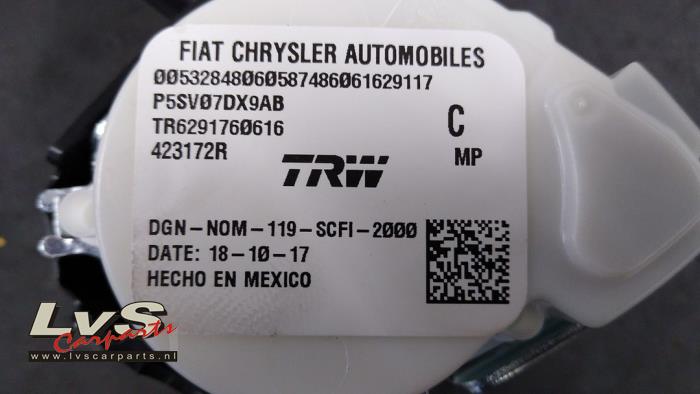 FIAT CHRYSLER AUTOMOBILES
00532848060587486061629117
P5SV07DX9AB
TR6291760616
423172R
C
MP
TRW
DGN-NOM-119-SCFI-2000
DATE: 18-10-17
HECHO EN MEXICO
LvS
Carparts
www.lvscarparts.nl